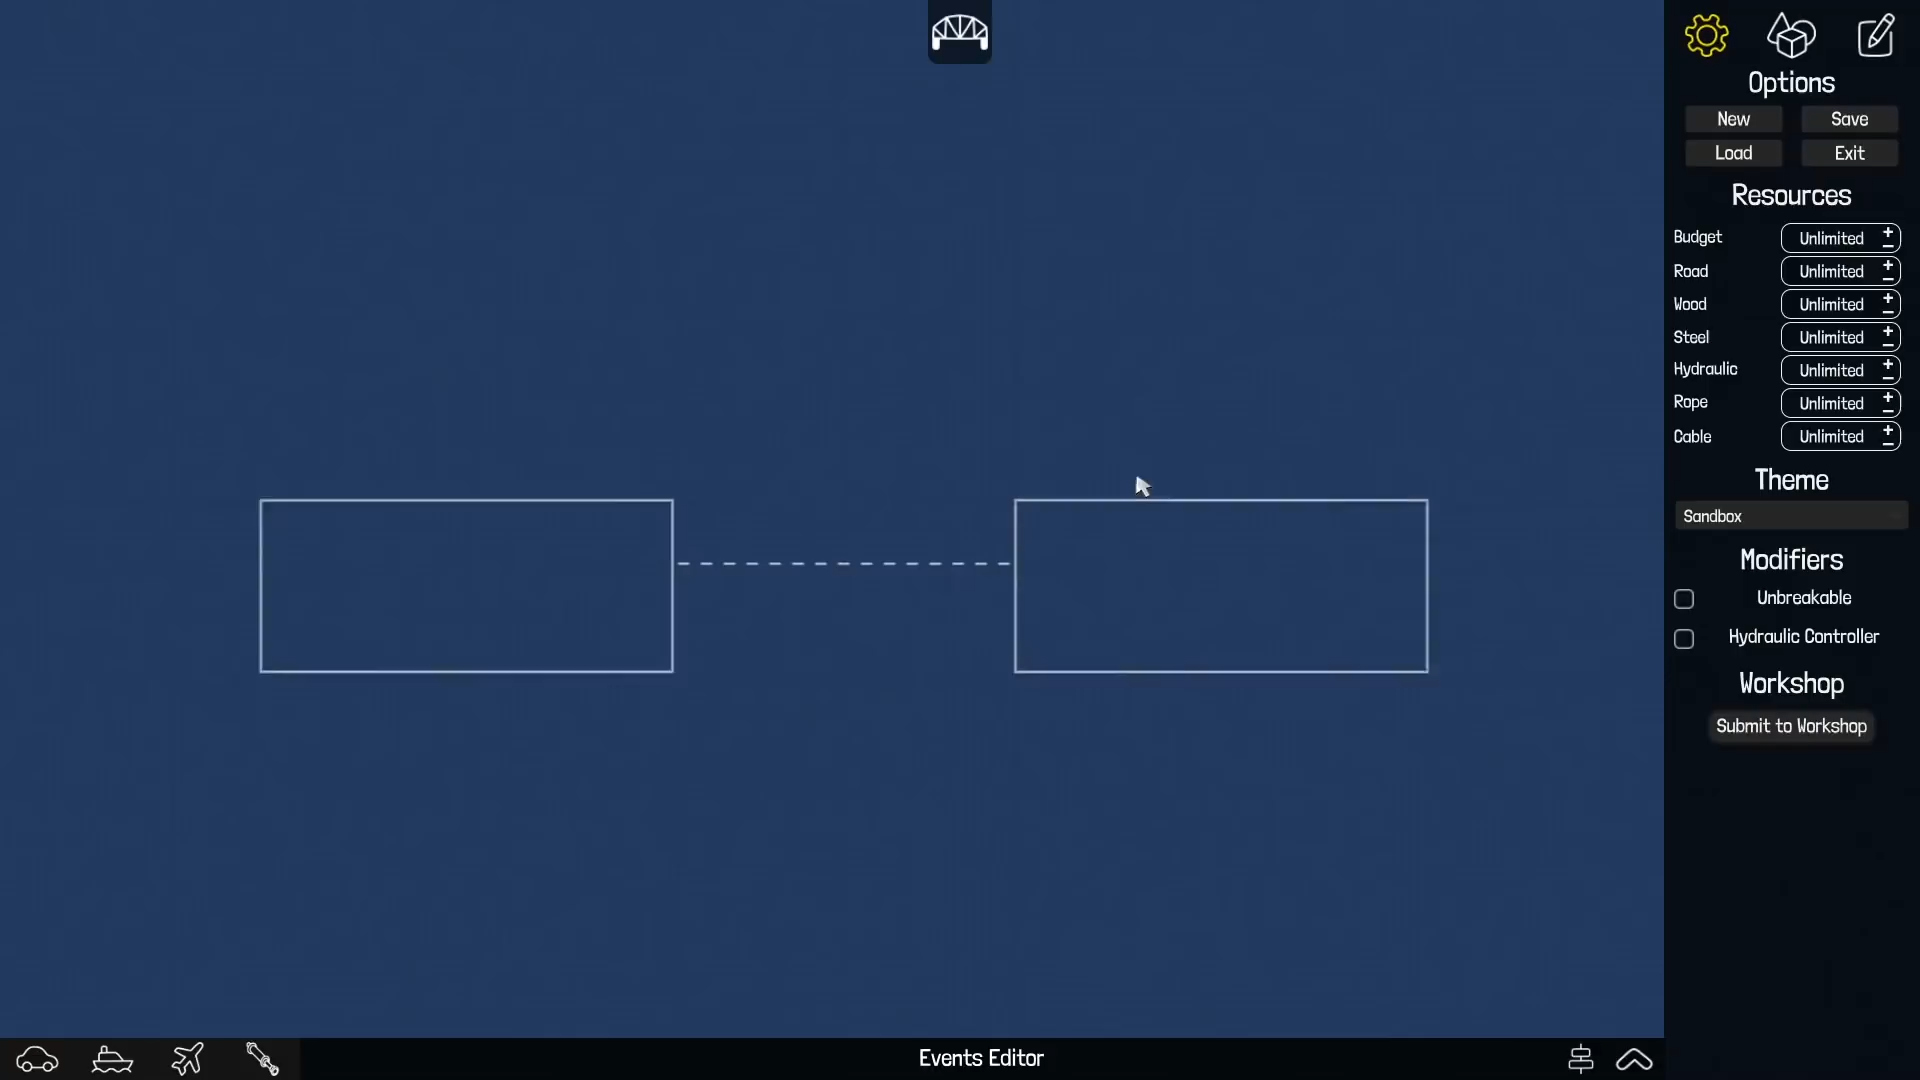 Options
New Save
Load Exit
Resources
Budget Unlimited + −
Road Unlimited + −
Wood Unlimited + −
Steel Unlimited + −
Hydraulic Unlimited + −
Rope Unlimited + −
Cable Unlimited + −
Theme
Sandbox
Modifiers
Unbreakable
Hydraulic Controller
Workshop
Submit to Workshop
Events Editor